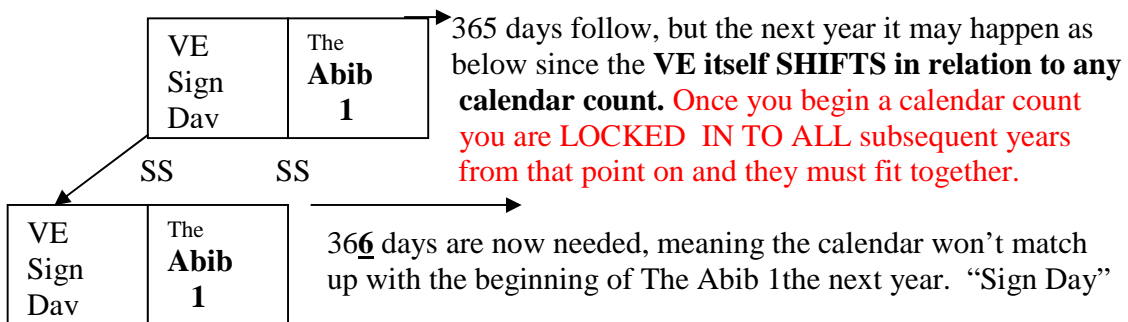 VE
Sign
Day
The
Abib
1
365 days follow, but the next year it may happen as
below since the VE itself SHIFTS in relation to any
calendar count. Once you begin a calendar count
you are LOCKED IN TO ALL subsequent years
from that point on and they must fit together.
SS SS
VE
Sign
Day
The
Abib
1
366 days are now needed, meaning the calendar won’t match
up with the beginning of The Abib 1the next year. “Sign Day”